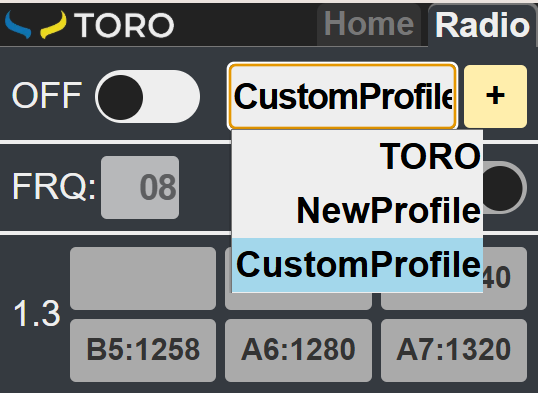 TORO Home Radio
OFF CustomProfile +
TORO
FRQ: 08
NewProfile
CustomProfile
40
1.3
B5:1258 A6:1280 A7:1320